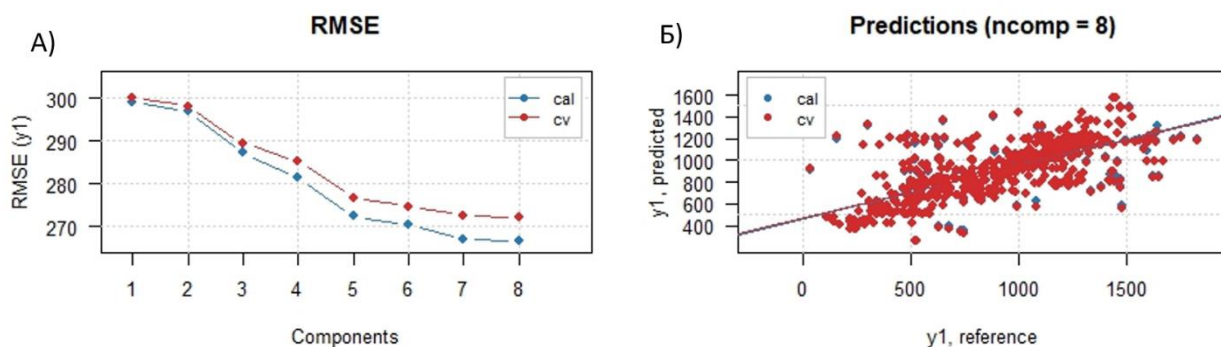 А)
RMSE
RMSE (y1)
300
290
280
270
cal
cv
1 2 3 4 5 6 7 8
Components
Б)
Predictions (ncomp = 8)
y1, predicted
1600
1400
1200
1000
800
600
400
cal
cv
0 500 1000 1500
y1, reference